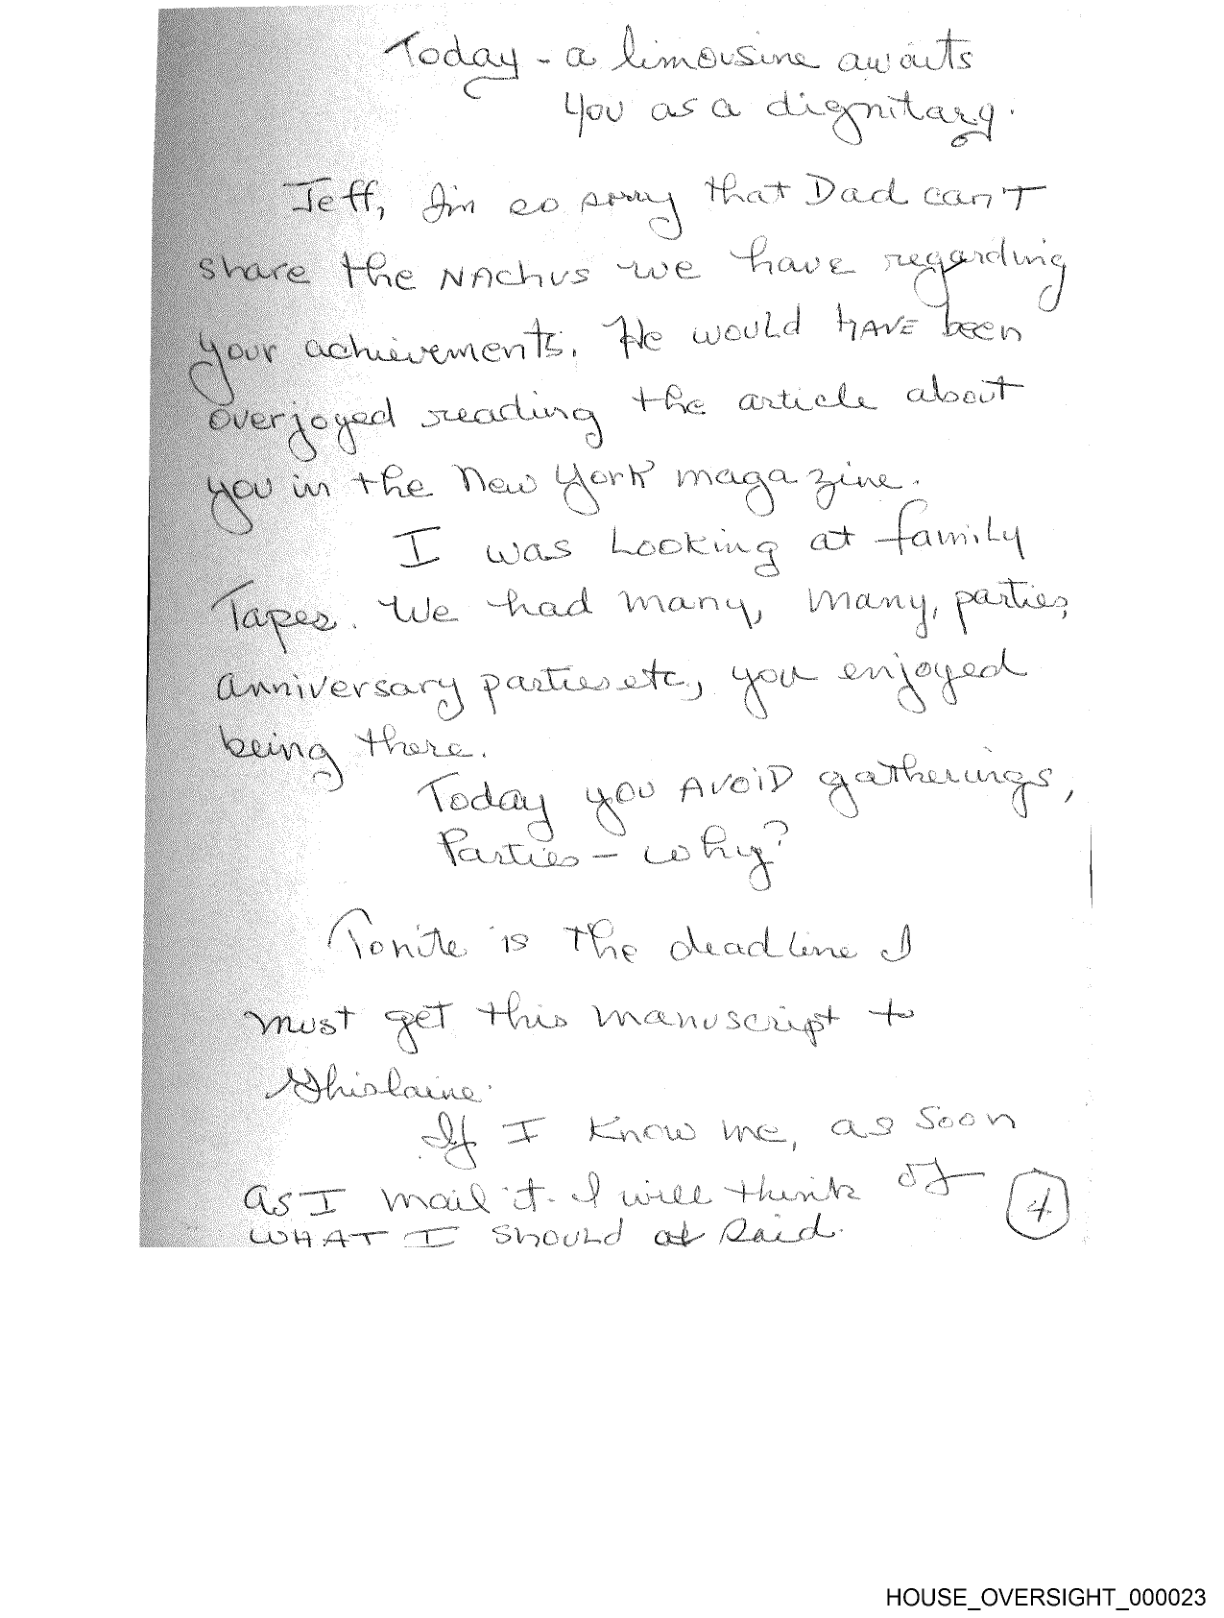 Today - a limousine awaits
you as a dignitary.
Jeff, I'm so sorry that Dad can't
share the NAchus we have regarding
your achievements. He would hAVE been
overjoyed reading the article about
you in the New York magazine.
I was Looking at family
Tapes. We had many, many, parties,
anniversary parties etc, you enjoyed
being there.
Today you AVOID gatherings,
Parties - why?
Tonite is the deadline I
must get this manuscript to
Ghislaine.
If I know me, as soon
as I mail it - I will think of
WHAT I should at said.
4
HOUSE_OVERSIGHT_000023